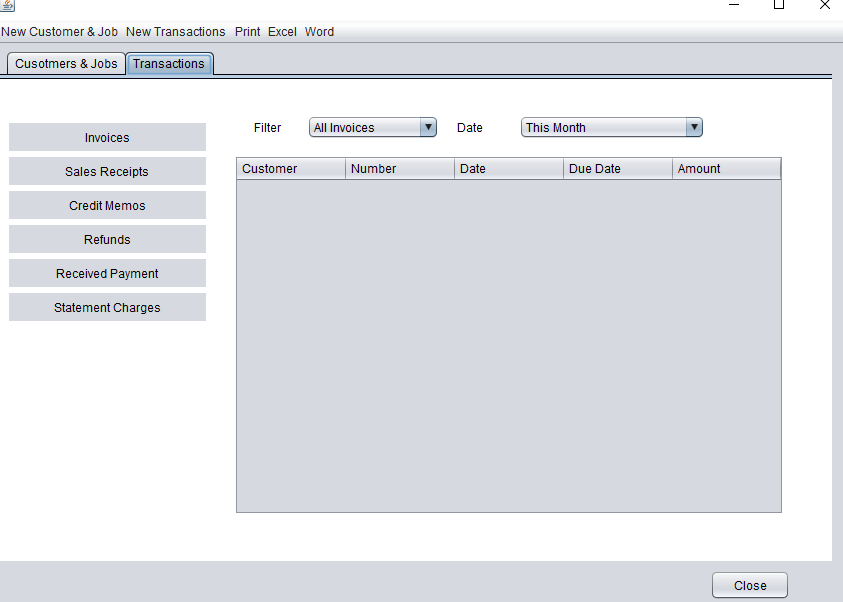 New Customer & Job New Transactions Print Excel Word
Cusotmers & Jobs Transactions
Filter All Invoices Date This Month
Invoices
Sales Receipts
Credit Memos
Refunds
Received Payment
Statement Charges
Customer Number Date Due Date Amount
Close